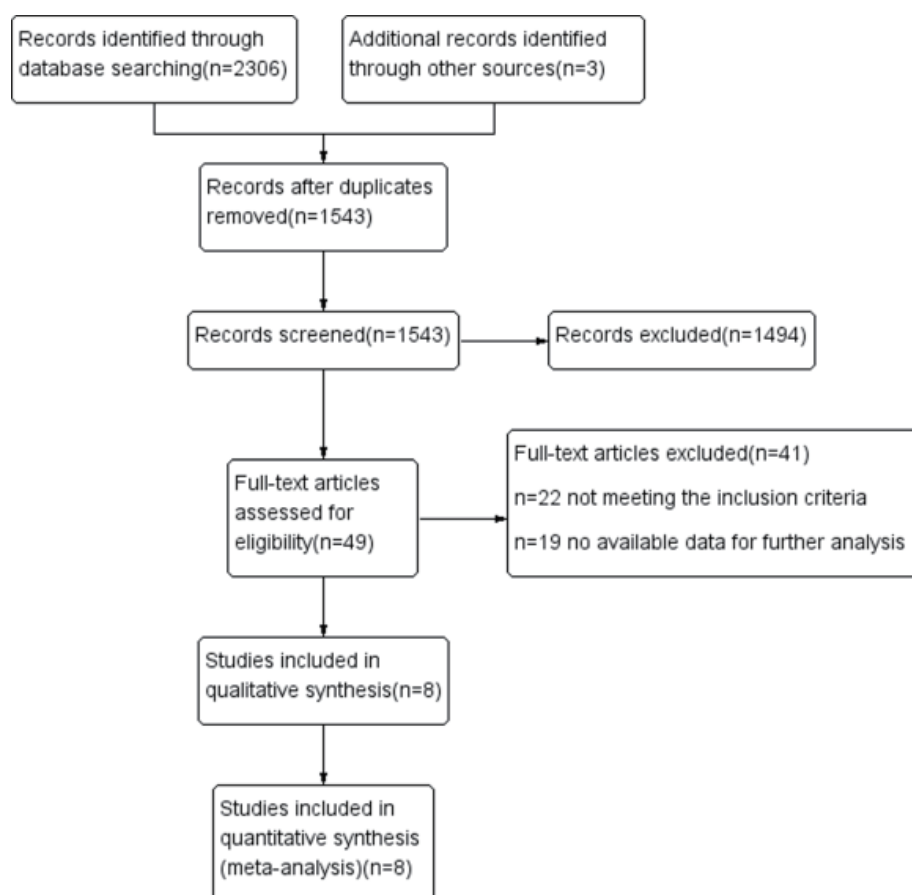 Records identified through
database searching(n=2306)
Additional records identified
through other sources(n=3)
Records after duplicates
removed(n=1543)
Records screened(n=1543)
Records excluded(n=1494)
Full-text articles
assessed for
eligibility(n=49)
Full-text articles excluded(n=41)
n=22 not meeting the inclusion criteria
n=19 no available data for further analysis
Studies included in
qualitative synthesis(n=8)
Studies included in
quantitative synthesis
(meta-analysis)(n=8)